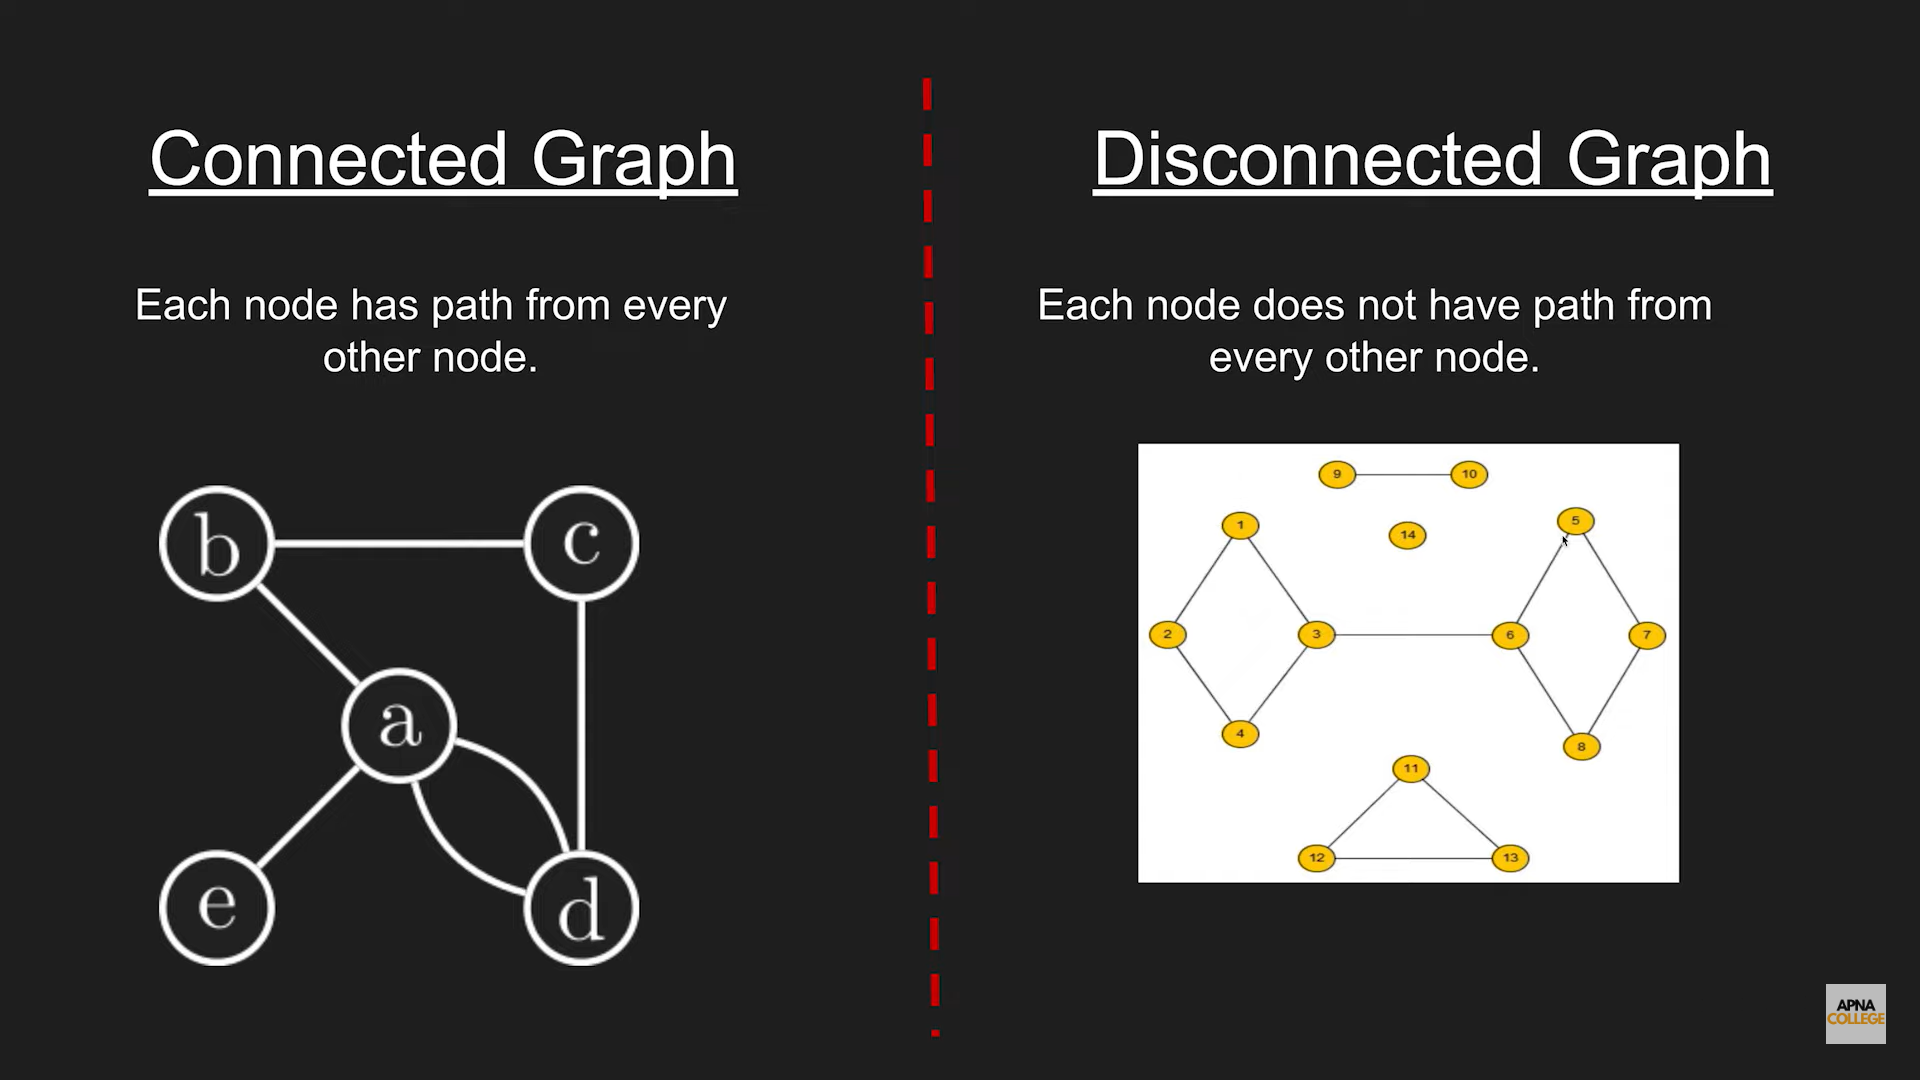 Connected Graph
Each node has path from every
other node.
b
c
a
e
d
Disconnected Graph
Each node does not have path from
every other node.
9
10
1
14
5
2
3
6
7
4
8
11
12
13
APNA
COLLEGE